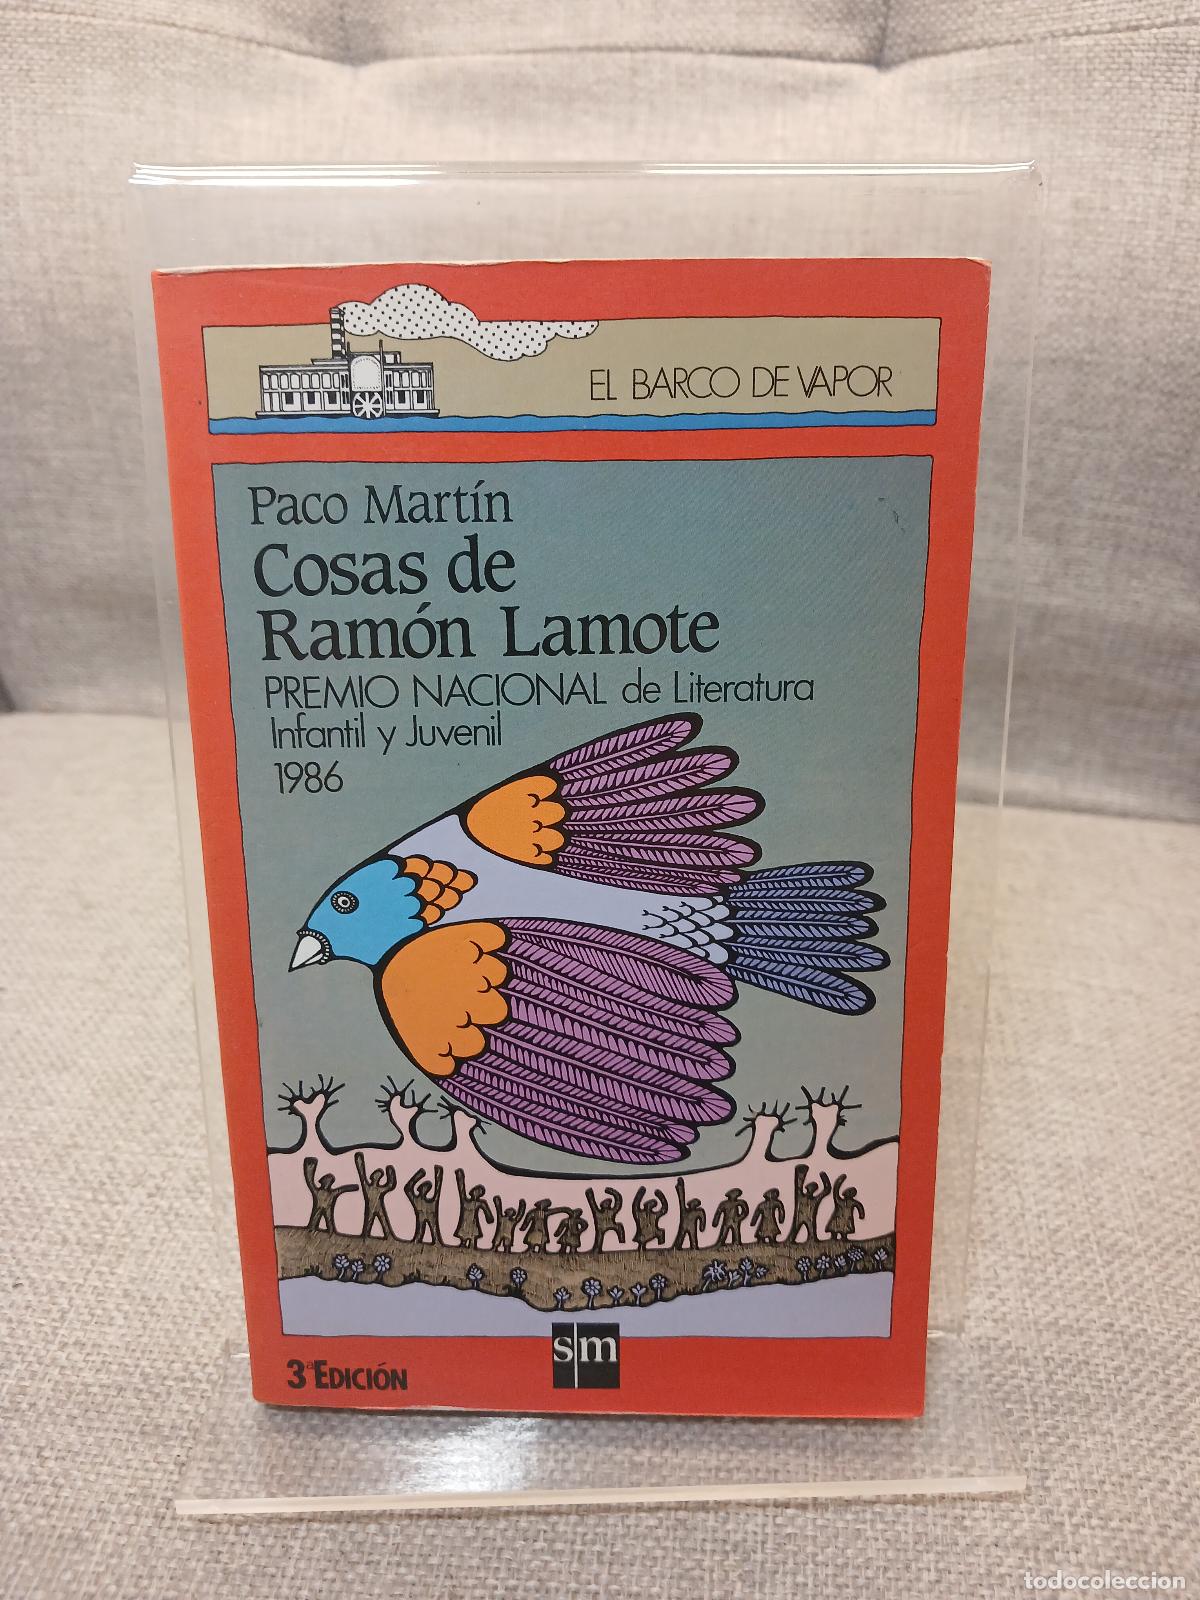 EL BARCO DE VAPOR
Paco Martín
Cosas de
Ramón Lamote
PREMIO NACIONAL de Literatura
Infantil y Juvenil
1986
3ª EDICIÓN
sm
todocoleccion